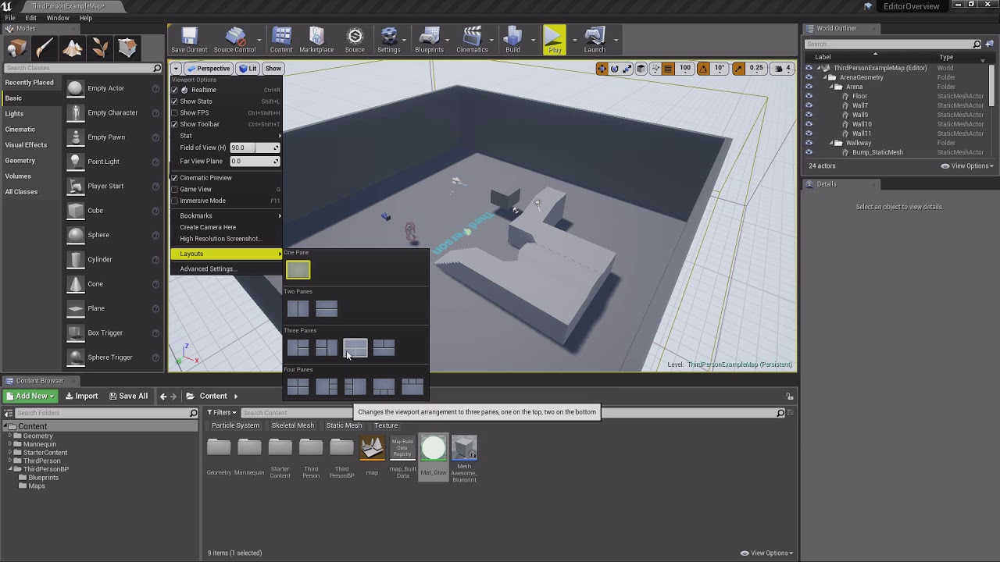 ThirdPersonExampleMap•
EditorOverview
File Edit Window Help
Modes
Search Classes
Recently Placed
Basic
Lights
Cinematic
Visual Effects
Geometry
Volumes
All Classes
Empty Actor
Empty Character
Empty Pawn
Point Light
Player Start
Cube
Sphere
Cylinder
Cone
Plane
Box Trigger
Sphere Trigger
Save Current
Source Control
Content
Marketplace
Source
Settings
Blueprints
Cinematics
Build
Play
Launch
Perspective
Lit
Show
100
10°
0.25
4
Viewport Options
Realtime Ctrl+R
Show Stats Shift+L
Show FPS Ctrl+Shift+H
Show Toolbar Ctrl+Shift+T
Stat
Field of View (H) 90.0
Far View Plane 0.0
Cinematic Preview
Game View G
Immersive Mode F11
Bookmarks
Create Camera Here
High Resolution Screenshot...
Layouts
Advanced Settings...
One Pane
Two Panes
Three Panes
Four Panes
Changes the viewport arrangement to three panes, one on the top, two on the bottom
Third Person
Z
X
Level: ThirdPersonExampleMap (Persistent)
World Outliner
Search...
Label Type
ThirdPersonExampleMap (Editor) World
ArenaGeometry Folder
Arena Folder
Floor StaticMeshActor
Wall7 StaticMeshActor
Wall9 StaticMeshActor
Wall10 StaticMeshActor
Wall11 StaticMeshActor
Walkway Folder
Bump_StaticMesh StaticMeshActor
24 actors
View Options
Details
Select an object to view details.
Content Browser
Add New
Import
Save All
Content
Search Folders
Content
Geometry
Mannequin
StarterContent
ThirdPerson
ThirdPersonBP
Blueprints
Maps
Filters
Search Content
Particle System
Skeletal Mesh
Static Mesh
Texture
Geometry
Mannequin
Starter
Content
Third
Person
Third
PersonBP
map
Map Build
Data
Registry
map_Built
Data
Mat_Glow
Mesh
Awesome_
Blueprint
9 items (1 selected)
View Options